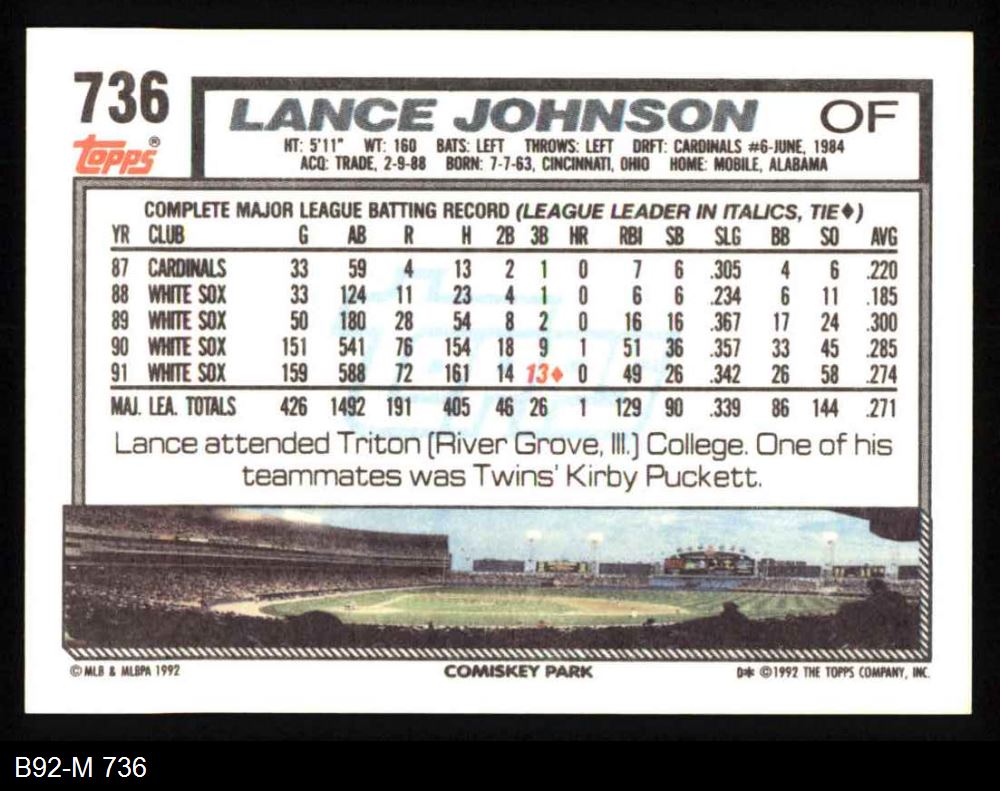 736
Topps®
LANCE JOHNSON OF
HT: 5'11" WT: 160 BATS: LEFT THROWS: LEFT DRFT: CARDINALS #6-JUNE, 1984
ACQ: TRADE, 2-9-88 BORN: 7-7-63, CINCINNATI, OHIO HOME: MOBILE, ALABAMA
COMPLETE MAJOR LEAGUE BATTING RECORD (LEAGUE LEADER IN ITALICS, TIE♦)
YR CLUB G AB R H 2B 3B HR RBI SB SLG BB SO AVG
87 CARDINALS 33 59 4 13 2 1 0 7 6 .305 4 6 .220
88 WHITE SOX 33 124 11 23 4 1 0 6 6 .234 6 11 .185
89 WHITE SOX 50 180 28 54 8 2 0 16 16 .367 17 24 .300
90 WHITE SOX 151 541 76 154 18 9 1 51 36 .357 33 45 .285
91 WHITE SOX 159 588 72 161 14 13♦ 0 49 26 .342 26 58 .274
MAJ. LEA. TOTALS 426 1492 191 405 46 26 1 129 90 .339 86 144 .271
Lance attended Triton (River Grove, Ill.) College. One of his
teammates was Twins' Kirby Puckett.
© MLB & MLBPA 1992 COMISKEY PARK D* ©1992 THE TOPPS COMPANY, INC.
B92-M 736